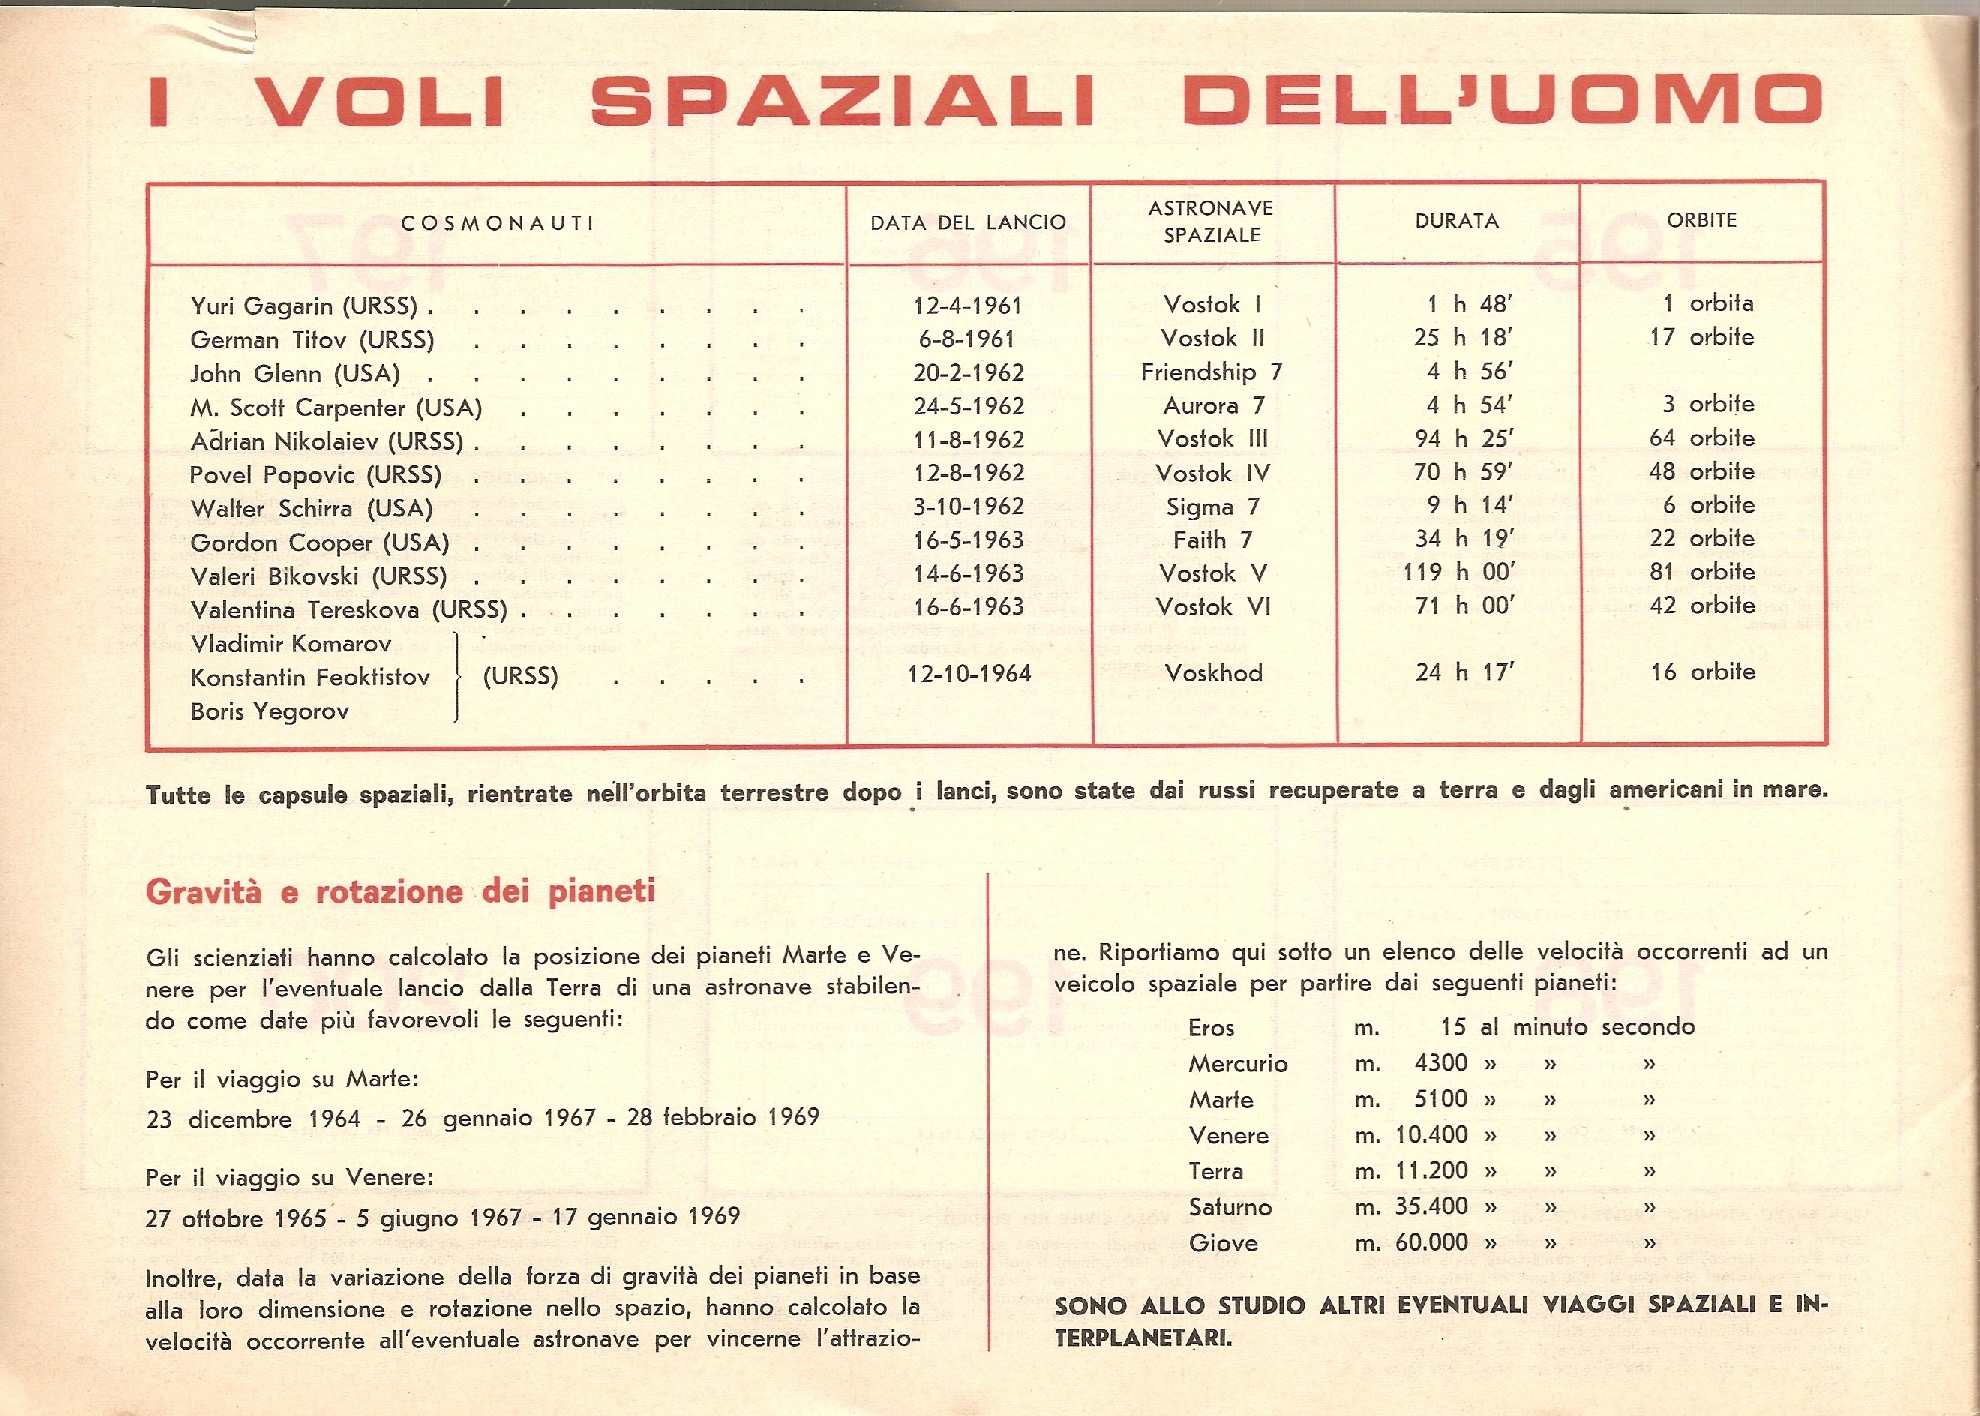 I VOLI SPAZIALI DELL'UOMO
COSMONAUTI DATA DEL LANCIO ASTRONAVE SPAZIALE DURATA ORBITE
Yuri Gagarin (URSS) . . . . . . . . . 12-4-1961 Vostok I 1 h 48' 1 orbita
German Titov (URSS) . . . . . . . . 6-8-1961 Vostok II 25 h 18' 17 orbite
John Glenn (USA) . . . . . . . . . 20-2-1962 Friendship 7 4 h 56'
M. Scott Carpenter (USA) . . . . . . . 24-5-1962 Aurora 7 4 h 54' 3 orbite
Adrian Nikolaiev (URSS) . . . . . . . . 11-8-1962 Vostok III 94 h 25' 64 orbite
Povel Popovic (URSS) . . . . . . . . 12-8-1962 Vostok IV 70 h 59' 48 orbite
Walter Schirra (USA) . . . . . . . . 3-10-1962 Sigma 7 9 h 14' 6 orbite
Gordon Cooper (USA) . . . . . . . . 16-5-1963 Faith 7 34 h 19' 22 orbite
Valeri Bikovski (URSS) . . . . . . . . 14-6-1963 Vostok V 119 h 00' 81 orbite
Valentina Tereskova (URSS) . . . . . . . 16-6-1963 Vostok VI 71 h 00' 42 orbite
Vladimir Komarov
Konstantin Feoktistov (URSS) . . . . . 12-10-1964 Voskhod 24 h 17' 16 orbite
Boris Yegorov
Tutte le capsule spaziali, rientrate nell'orbita terrestre dopo i lanci, sono state dai russi recuperate a terra e dagli americani in mare.
Gravità e rotazione dei pianeti
Gli scienziati hanno calcolato la posizione dei pianeti Marte e Ve-
nere per l'eventuale lancio dalla Terra di una astronave stabilen-
do come date più favorevoli le seguenti:
Per il viaggio su Marte:
23 dicembre 1964 - 26 gennaio 1967 - 28 febbraio 1969
Per il viaggio su Venere:
27 ottobre 1965 - 5 giugno 1967 - 17 gennaio 1969
Inoltre, data la variazione della forza di gravità dei pianeti in base
alla loro dimensione e rotazione nello spazio, hanno calcolato la
velocità occorrente all'eventuale astronave per vincerne l'attrazio-
ne. Riportiamo qui sotto un elenco delle velocità occorrenti ad un
veicolo spaziale per partire dai seguenti pianeti:
Eros m. 15 al minuto secondo
Mercurio m. 4300 » » »
Marte m. 5100 » » »
Venere m. 10.400 » » »
Terra m. 11.200 » » »
Saturno m. 35.400 » » »
Giove m. 60.000 » » »
SONO ALLO STUDIO ALTRI EVENTUALI VIAGGI SPAZIALI E IN-
TERPLANETARI.